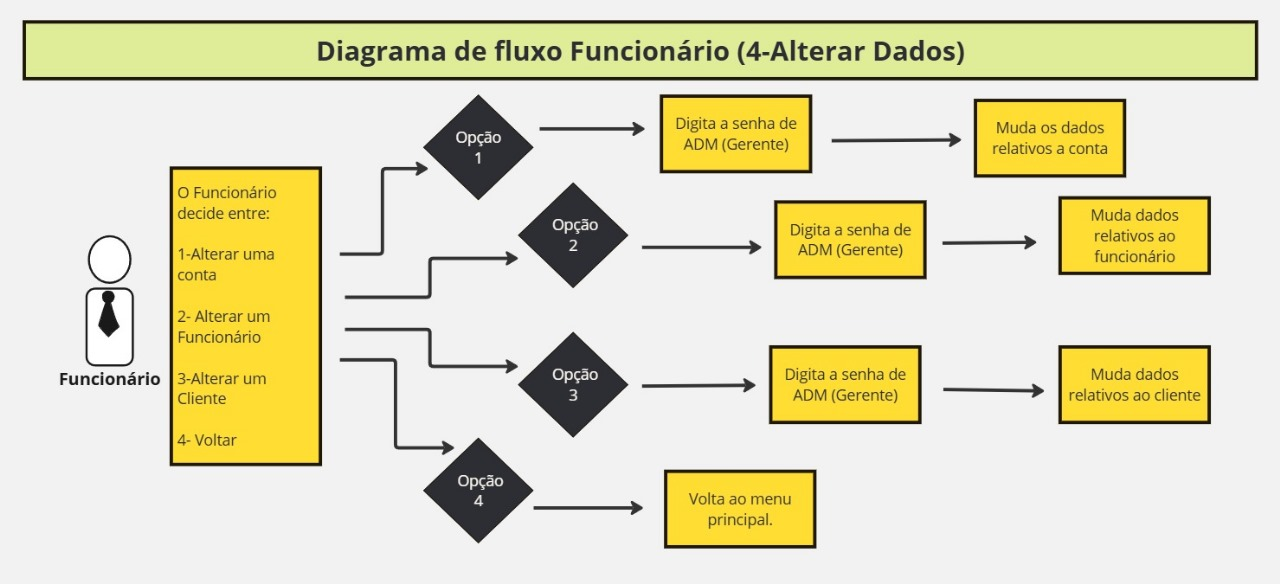 Diagrama de fluxo Funcionário (4-Alterar Dados)
Funcionário
O Funcionário
decide entre:
1-Alterar uma
conta
2- Alterar um
Funcionário
3-Alterar um
Cliente
4- Voltar
Opção
1
Digita a senha de
ADM (Gerente)
Muda os dados
relativos a conta
Opção
2
Digita a senha de
ADM (Gerente)
Muda dados
relativos ao
funcionário
Opção
3
Digita a senha de
ADM (Gerente)
Muda dados
relativos ao cliente
Opção
4
Volta ao menu
principal.